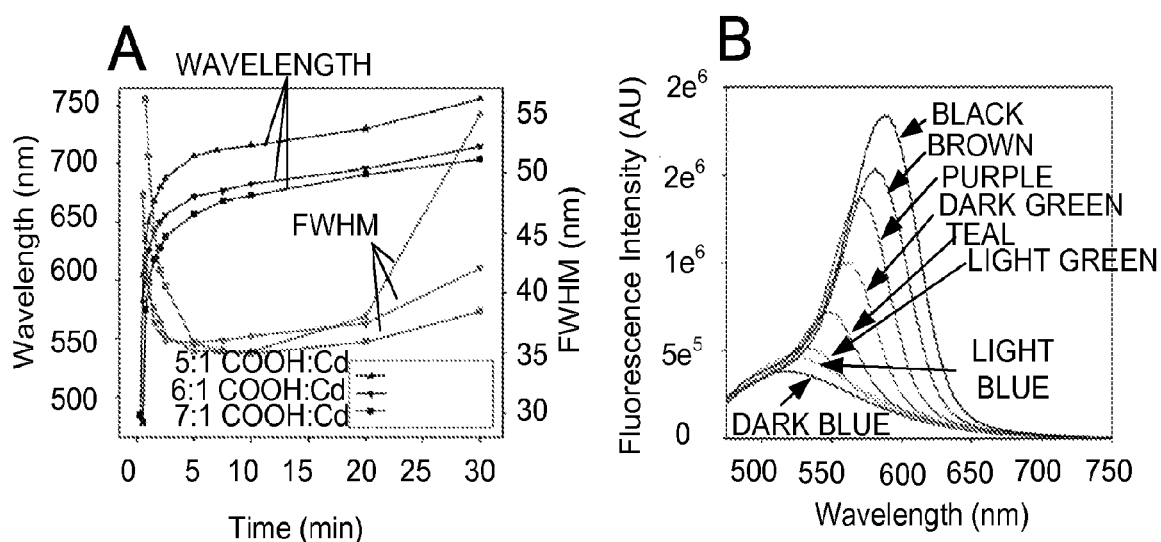 A
WAVELENGTH
FWHM
750
700
650
600
550
500
Wavelength (nm)
55
50
45
40
35
30
FWHM (nm)
5:1 COOH:Cd
6:1 COOH:Cd
7:1 COOH:Cd
0 5 10 15 20 25 30
Time (min)
B
2e⁶
2e⁶
1e⁶
5e⁵
0
Fluorescence Intensity (AU)
BLACK
BROWN
PURPLE
DARK GREEN
TEAL
LIGHT GREEN
LIGHT
BLUE
DARK BLUE
500 550 600 650 700 750
Wavelength (nm)